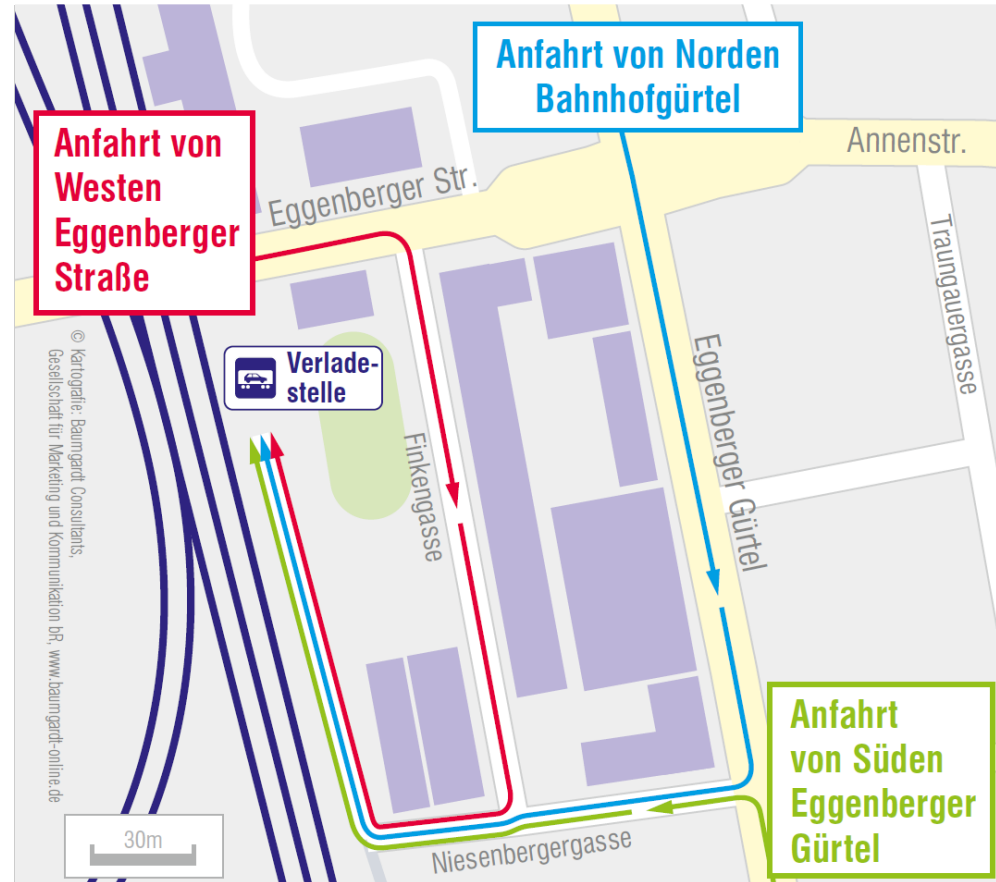 Anfahrt von Norden
Bahnhofgürtel
Annenstr.
Anfahrt von
Westen
Eggenberger
Straße
Eggenberger Str.
Traungauergasse
Verlade-
stelle
Finkengasse
Eggenberger Gürtel
© Kartografie: Baumgardt Consultants,
Gesellschaft für Marketing und Kommunikation bR, www.baumgardt-online.de
Anfahrt
von Süden
Eggenberger
Gürtel
30m
Niesenbergergasse